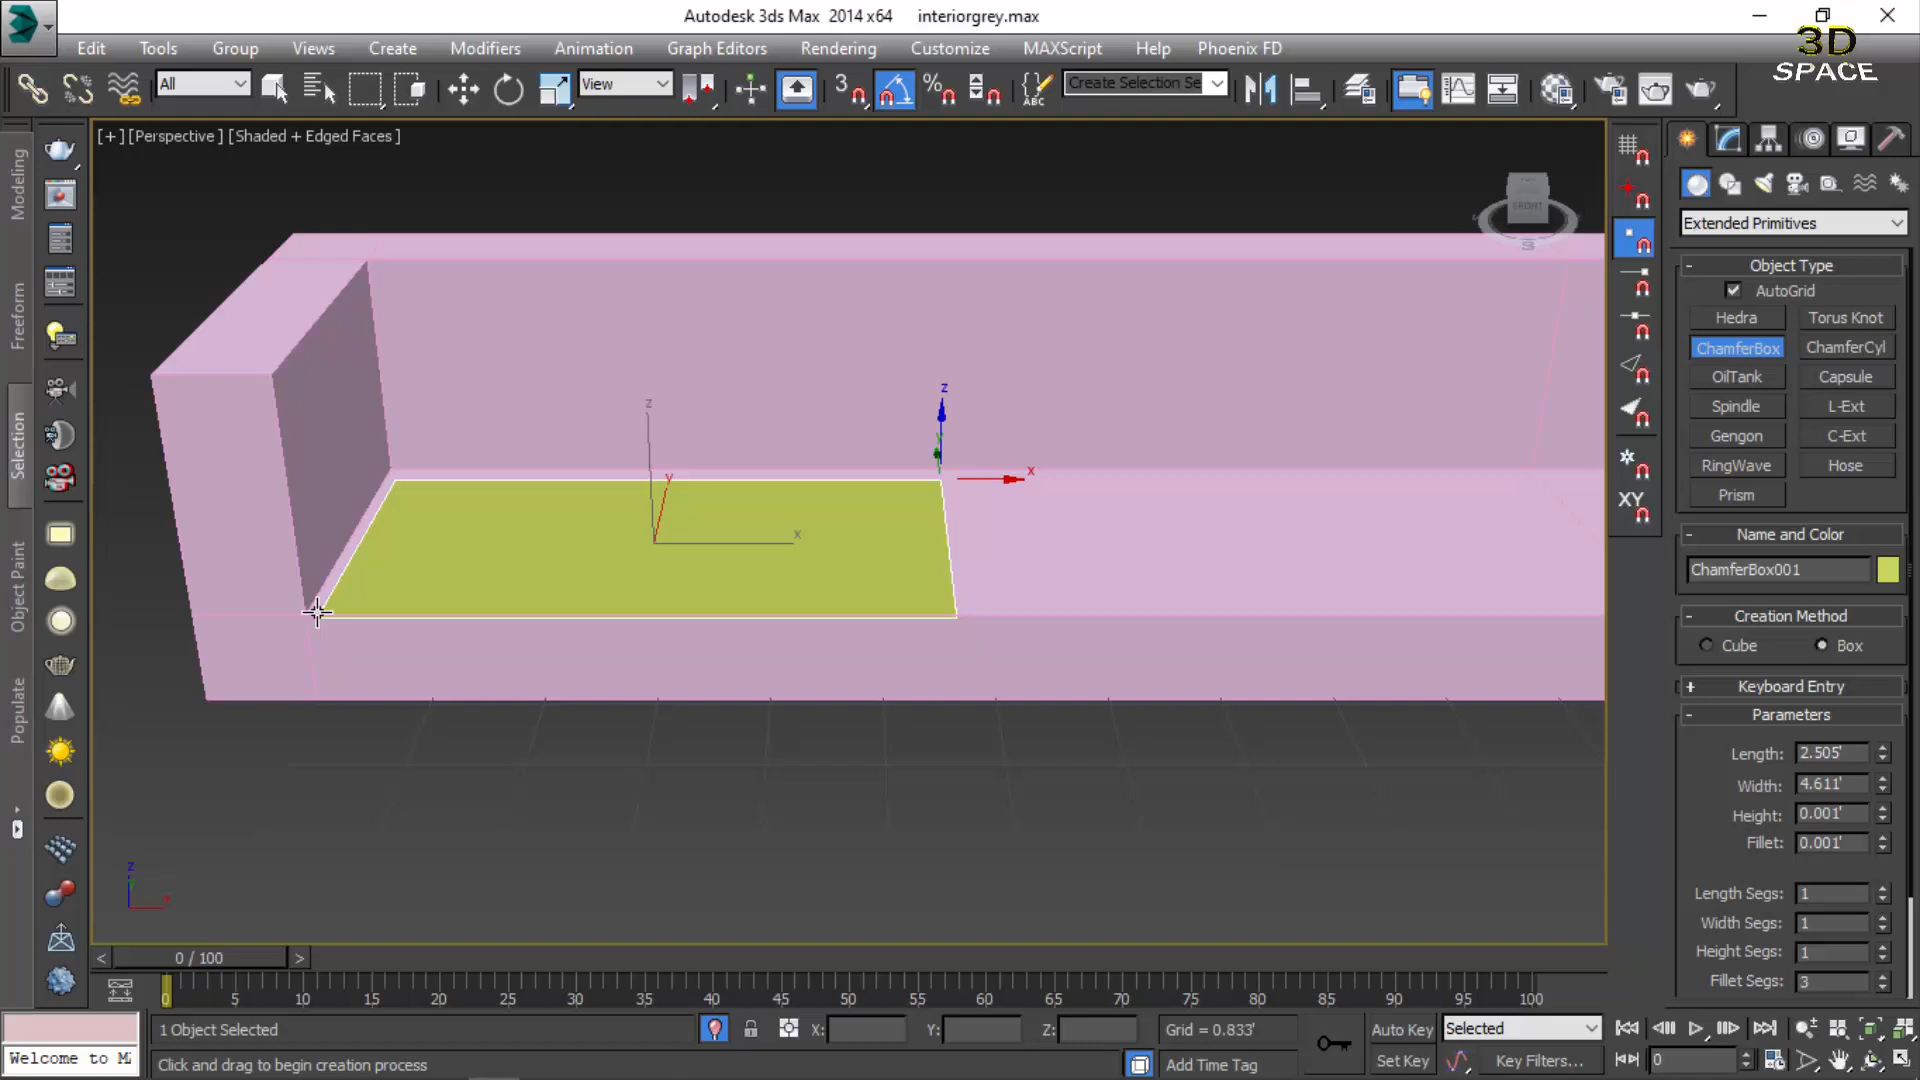 Autodesk 3ds Max 2014 x64 interiorgrey.max
3D
SPACE
Edit Tools Group Views Create Modifiers Animation Graph Editors Rendering Customize MAXScript Help Phoenix FD
All
View
3
%
ABC
Create Selection Se
[+] [Perspective] [Shaded + Edged Faces]
Modeling
Freeform
Selection
Object Paint
Populate
FRONT
S
z
x
y
z
x
z
XY
Extended Primitives
- Object Type
AutoGrid
Hedra Torus Knot
ChamferBox ChamferCyl
OilTank Capsule
Spindle L-Ext
Gengon C-Ext
RingWave Hose
Prism
- Name and Color
ChamferBox001
- Creation Method
Cube Box
+ Keyboard Entry
- Parameters
Length: 2.505'
Width: 4.611'
Height: 0.001'
Fillet: 0.001'
Length Segs: 1
Width Segs: 1
Height Segs: 1
Fillet Segs: 3
< 0 / 100 >
0 5 10 15 20 25 30 35 40 45 50 55 60 65 70 75 80 85 90 95 100
1 Object Selected X: Y: Z: Grid = 0.833' Auto Key Selected
Welcome to Click and drag to begin creation process Add Time Tag Set Key Key Filters... 0